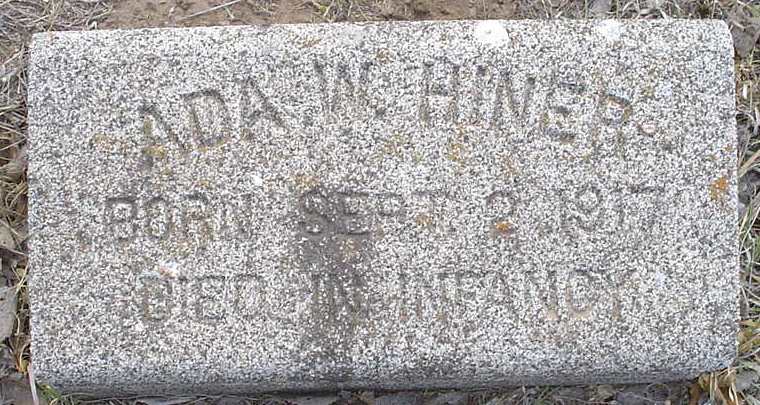 ADA W. HINER
BORN SEPT. 2, 1917
DIED IN INFANCY